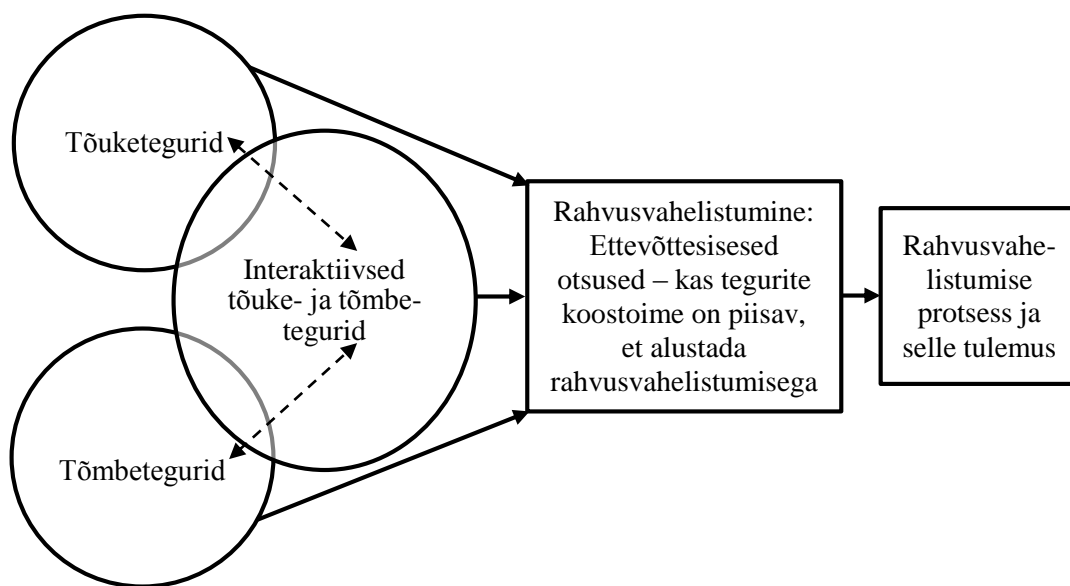 Tõuketegurid
Interaktiivsed
tõuke- ja tõmbe-
tegurid
Tõmbetegurid
Rahvusvahelistumine:
Ettevõttesisesed
otsused – kas tegurite
koostoime on piisav,
et alustada
rahvusvahelistumisega
Rahvusvahe-
listumise
protsess ja
selle tulemus